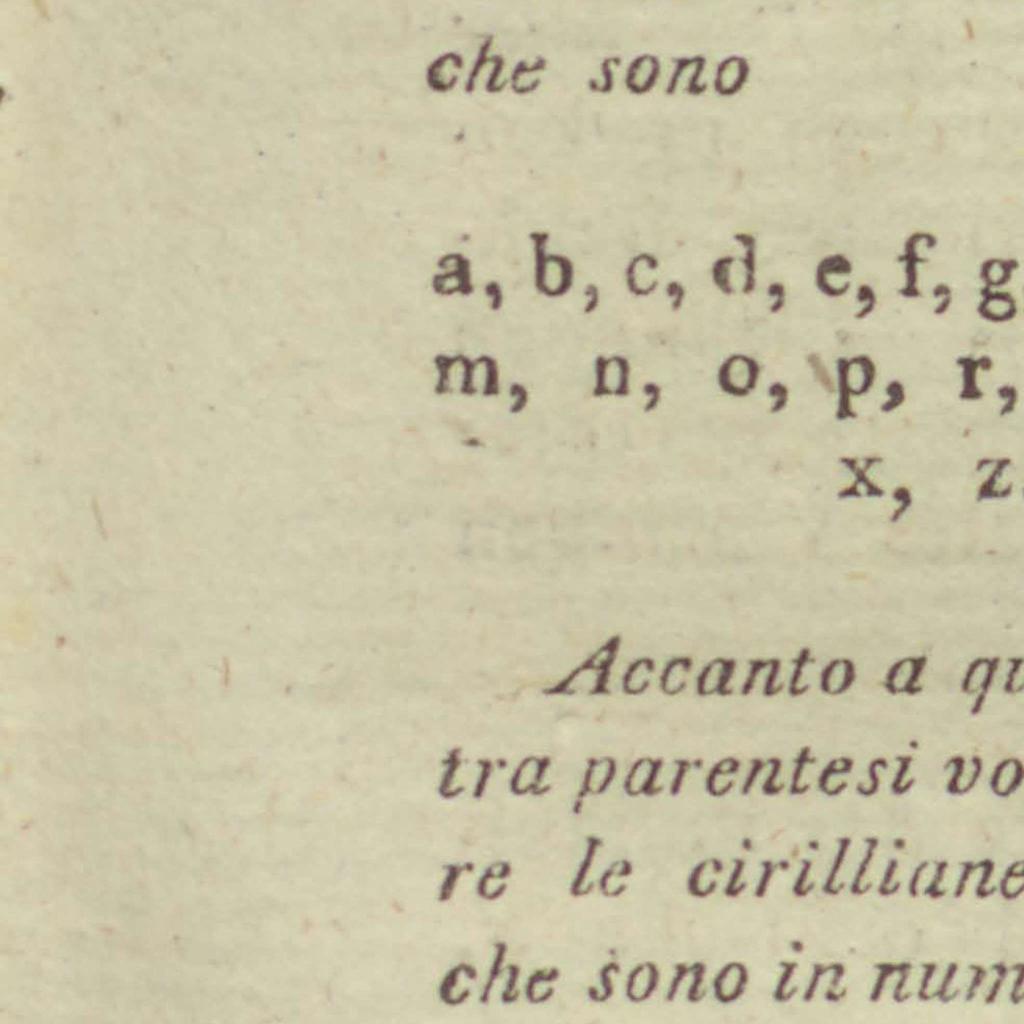 che sono
a, b, c, d, e, f, g
m, n, o, p, r,
x, z.
Accanto a qu
tra parentesi vo
re le cirilliane
che sono in num